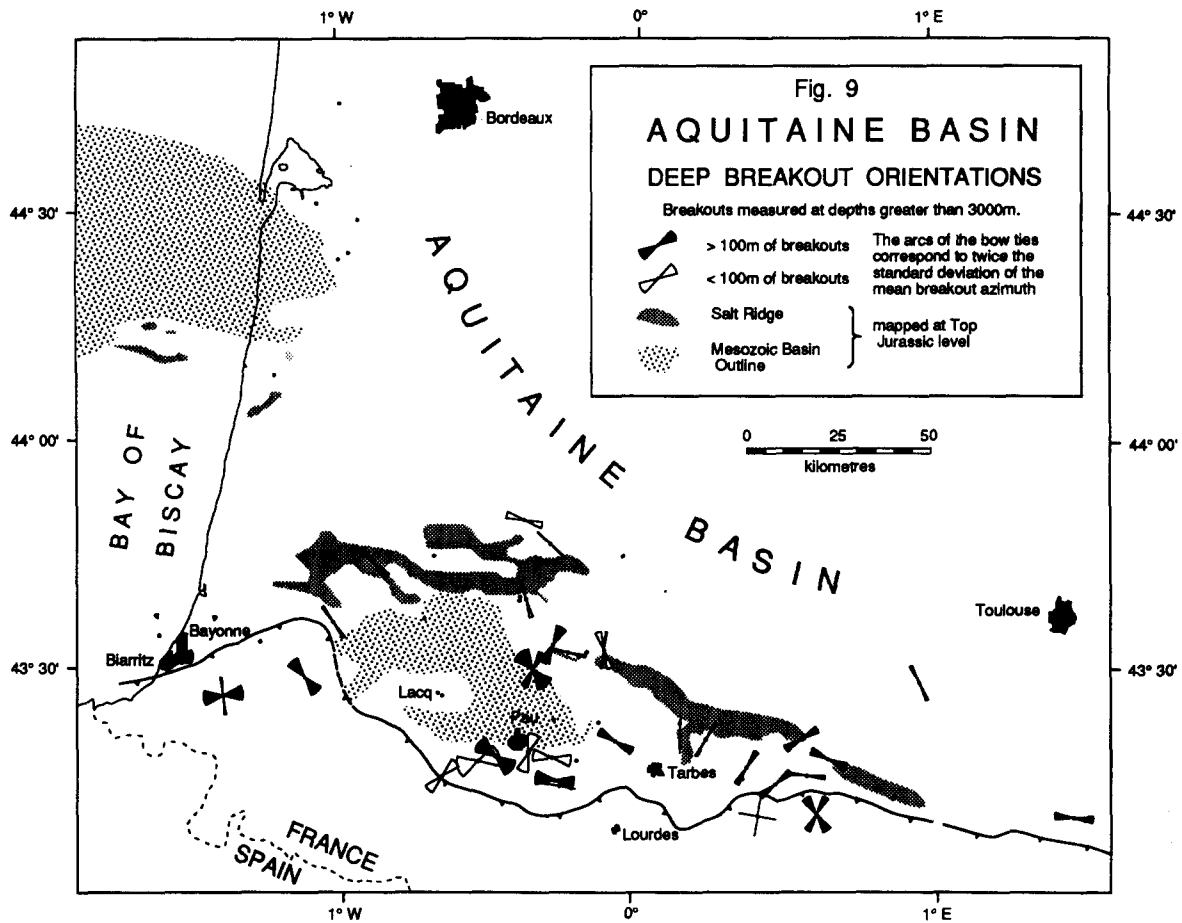 1° W 0° 1° E
Fig. 9
AQUITAINE BASIN
DEEP BREAKOUT ORIENTATIONS
Breakouts measured at depths greater than 3000m.
> 100m of breakouts
< 100m of breakouts
The arcs of the bow ties
correspond to twice the
standard deviation of the
mean breakout azimuth
Salt Ridge
Mesozoic Basin
Outline
mapped at Top
Jurassic level
Bordeaux
44° 30'
44° 30'
AQUITAINE BASIN
44° 00'
44° 00'
0 25 50
kilometres
BAY OF
BISCAY
Toulouse
Bayonne
Biarritz
43° 30'
43° 30'
Lacq
Pau
Tarbes
Lourdes
FRANCE
SPAIN
1° W 0° 1° E